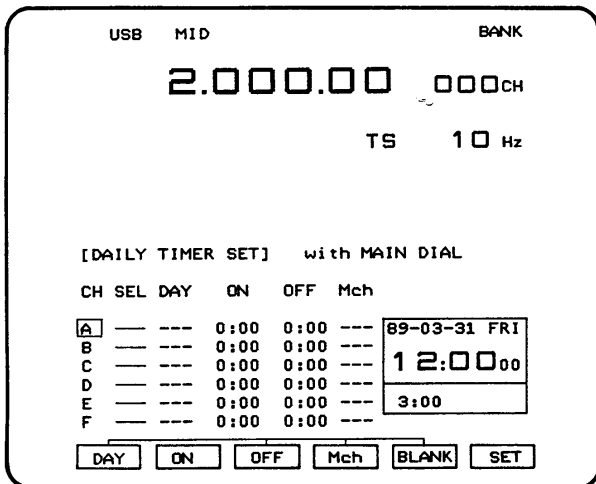 USB MID BANK
2.000.00 000CH
TS 10 Hz
[DAILY TIMER SET] with MAIN DIAL
CH SEL DAY ON OFF Mch
A —— --- 0:00 0:00 ---
B —— --- 0:00 0:00 ---
C —— --- 0:00 0:00 ---
D —— --- 0:00 0:00 ---
E —— --- 0:00 0:00 ---
F —— --- 0:00 0:00 ---
89-03-31 FRI
12:00 00
3:00
DAY ON OFF Mch BLANK SET